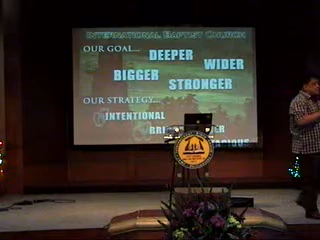 INTERNATIONAL BAPTIST CHURCH
OUR GOAL...
DEEPER
WIDER
BIGGER
STRONGER
OUR STRATEGY...
INTENTIONAL